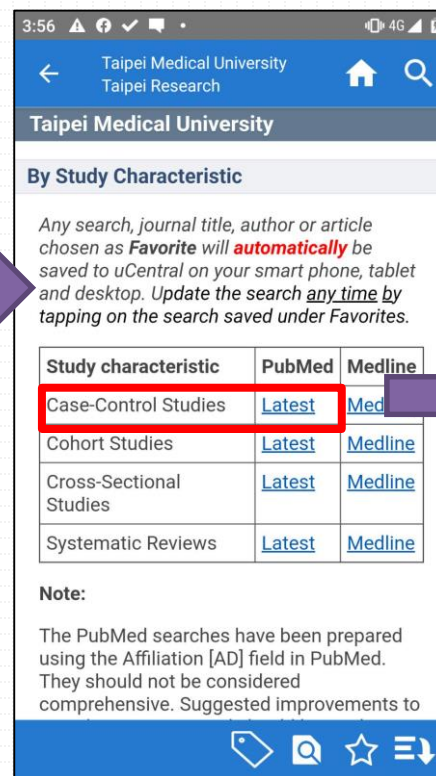 3:56 4G
Taipei Medical University
Taipei Research
Taipei Medical University
By Study Characteristic
Any search, journal title, author or article
chosen as Favorite will automatically be
saved to uCentral on your smart phone, tablet
and desktop. Update the search any time by
tapping on the search saved under Favorites.
Study characteristic PubMed Medline
Case-Control Studies Latest Med
Cohort Studies Latest Medline
Cross-Sectional Latest Medline
Studies
Systematic Reviews Latest Medline
Note:
The PubMed searches have been prepared
using the Affiliation [AD] field in PubMed.
They should not be considered
comprehensive. Suggested improvements to